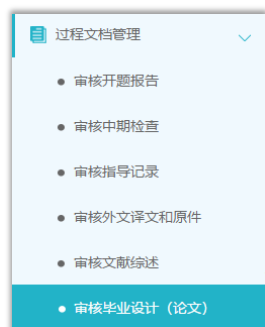 过程文档管理
审核开题报告
审核中期检查
审核指导记录
审核外文译文和原件
审核文献综述
审核毕业设计（论文）